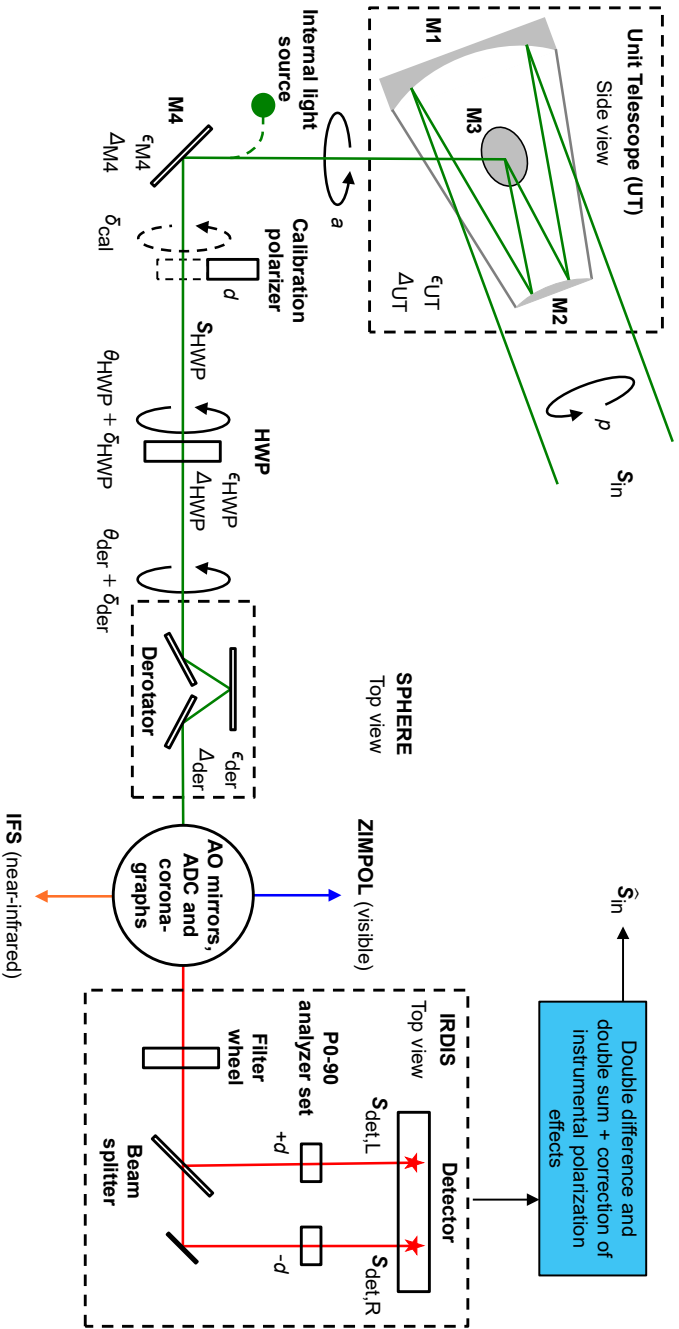 Unit Telescope (UT)
Side view
M1
M3
M2
ϵUT
ΔUT
p
Sin
a
Internal light
source
M4
ϵM4
ΔM4
δcal
Calibration
polarizer
d
SHWP
θHWP + δHWP
HWP
ϵHWP
ΔHWP
θder + δder
Derotator
ϵder
Δder
SPHERE
Top view
AO mirrors,
ADC and
corona-
graphs
ZIMPOL (visible)
IFS (near-infrared)
IRDIS
Top view
Filter
wheel
P0-90
analyzer set
Beam
splitter
+d
-d
Sdet,L
Sdet,R
Detector
Double difference and
double sum + correction of
instrumental polarization
effects
Ŝin